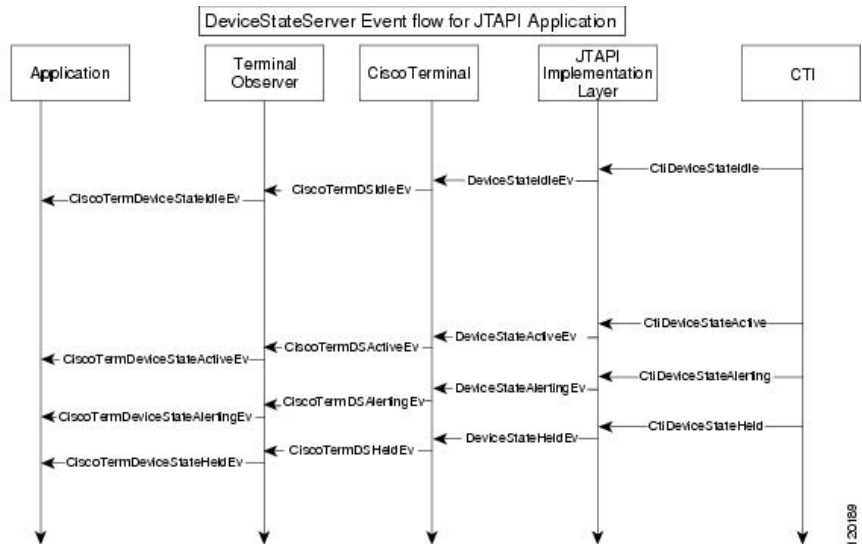 DeviceStateServer Event flow for JTAPI Application
Application
Terminal
Observer
CiscoTerminal
JTAPI
Implementation
Layer
CTI
CtiDeviceStateIdle
DeviceStateIdleEv
CiscoTermDSIdleEv
CiscoTermDeviceStateIdleEv
CtiDeviceStateActive
DeviceStateActiveEv
CiscoTermDSActiveEv
CiscoTermDeviceStateActiveEv
CtiDeviceStateAlerting
DeviceStateAlertingEv
CiscoTermDSAlertingEv
CiscoTermDeviceStateAlertingEv
CtiDeviceStateHeld
DeviceStateHeldEv
CiscoTermDSHeldEv
CiscoTermDeviceStateHeldEv
120189